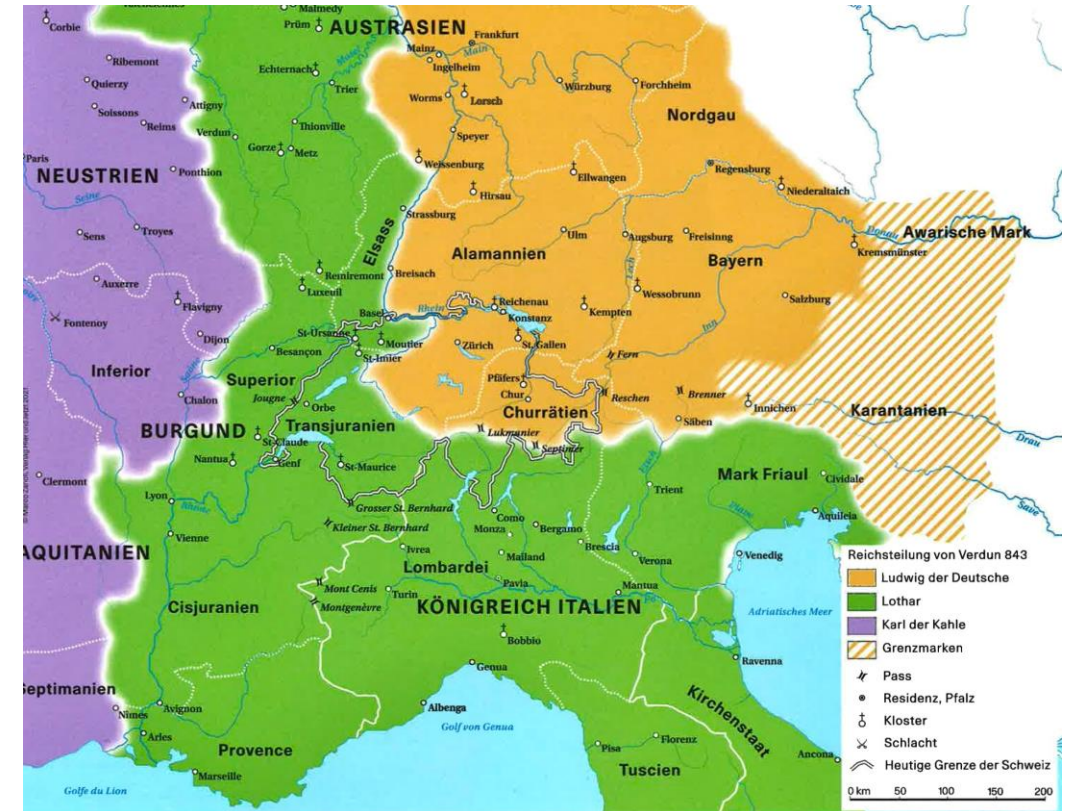 Corbie
Malmedy
Prüm
AUSTRASIEN
Mosel
Mainz
Main
Frankfurt
Ingelheim
Ribemont
Echternach
Quierzy
Trier
Würzburg
Forchheim
Soissons
Attigny
Worms
Lorsch
Nordgau
Reims
Verdun
Thionville
Speyer
Gorze
Metz
Paris
Weissenburg
Regensburg
NEUSTRIEN
Ponthion
Ellwangen
Niederaltaich
Hirsau
Seine
Strassburg
Sens
Troyes
Elsass
Ulm
Augsburg
Freisinng
Donau
Awarische Mark
Alamannien
Lech
Bayern
Kremsmünster
Auxerre
Remiremont
Breisach
Luxeuil
Wessobrunn
Salzburg
Flavigny
Reichenau
Rhein
Konstanz
Kempten
Basel
Inn
Fontenoy
Dijon
St-Ursanne
Moutier
Zürich
St. Gallen
Besançon
St-Imier
Fern
Inferior
Saône
Superior
Pfäfers
Jougne
Chur
Reschen
Brenner
Chalon
Orbe
Churrätien
Innichen
Karantanien
Transjuranien
Säben
BURGUND
St-Claude
Lukmanier
Septimer
Drau
Nantua
Genf
St-Maurice
Etsch
Clermont
Mark Friaul
Cividale
Lyon
Trient
Rhone
Grosser St. Bernhard
Como
Piave
Aquileia
Save
Kleiner St. Bernhard
Monza
Bergamo
Vienne
AQUITANIEN
Ivrea
Mailand
Brescia
Verona
Venedig
Lombardei
Mont Cenis
Turin
Pavia
Mantua
Cisjuranien
Montgenèvre
KÖNIGREICH ITALIEN
Po
Adriatisches Meer
Bobbio
Genua
Ravenna
Septimanien
Kirchenstaat
Nîmes
Avignon
Albenga
Golf von Genua
Arles
Provence
Pisa
Florenz
Ancona
Marseille
Tuscien
Golfe du Lion
Reichsteilung von Verdun 843
Ludwig der Deutsche
Lothar
Karl der Kahle
Grenzmarken
Pass
Residenz, Pfalz
Kloster
Schlacht
Heutige Grenze der Schweiz
0 km 50 100 150 200